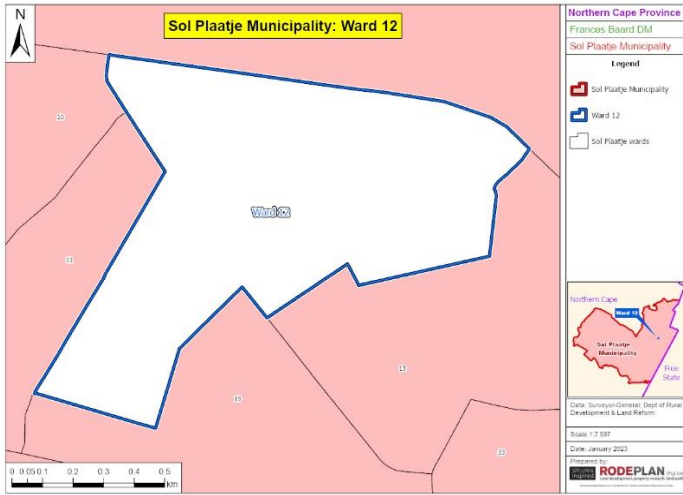 Sol Plaatje Municipality: Ward 12
N
10
11
Ward 12
13
33
0 0.05 0.1 0.2 0.3 0.4 0.5
km
Northern Cape Province
Frances Baard DM
Sol Plaatje Municipality
Legend
Sol Plaatje Municipality
Ward 12
Sol Plaatje wards
Northern Cape
Ward 12
Sol Plaatje
Municipality
Free
State
Data: Surveyor-General; Dept of Rural
Development & Land Reform
Scale 1:7 597
Date: January 2023
Prepared by:
RODEPLAN (Pty) Ltd